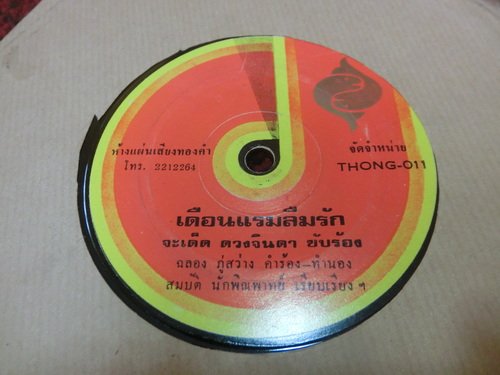 ห้างแผ่นเสียงทองคำ
โทร. 2212264
จัดจำหน่าย
THONG-011
เดือนแรมลืมรัก
จะเด็ด ดวงจินดา ขับร้อง
ฉลอง ภู่สว่าง คำร้อง-ทำนอง
สมบัติ นักพิณพาทย์ เรียบเรียง ฯ